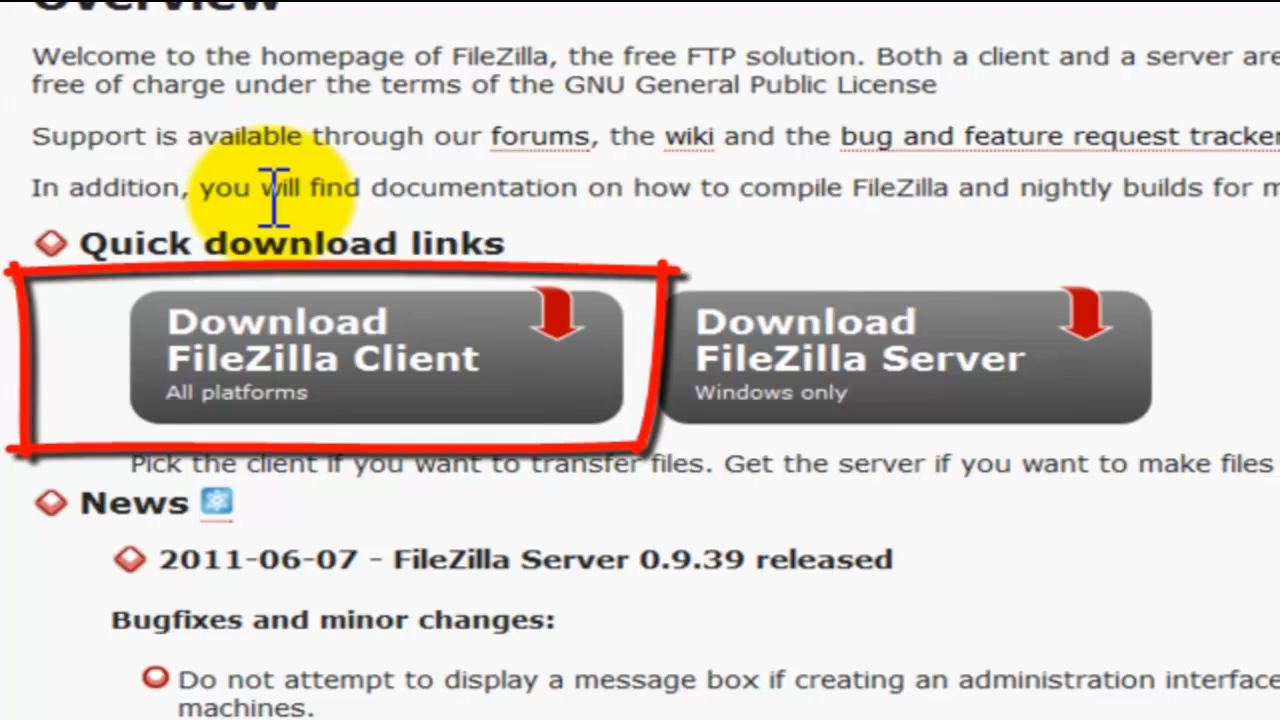 Overview
Welcome to the homepage of FileZilla, the free FTP solution. Both a client and a server are
free of charge under the terms of the GNU General Public License
Support is available through our forums, the wiki and the bug and feature request tracker
In addition, you will find documentation on how to compile FileZilla and nightly builds for m
Quick download links
Download
FileZilla Client
All platforms
Download
FileZilla Server
Windows only
Pick the client if you want to transfer files. Get the server if you want to make files
News
2011-06-07 - FileZilla Server 0.9.39 released
Bugfixes and minor changes:
Do not attempt to display a message box if creating an administration interface
machines.